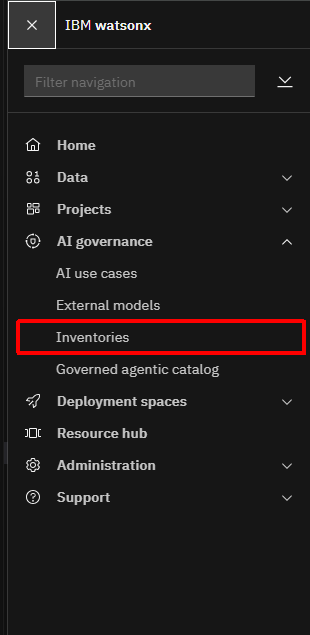 IBM watsonx
Filter navigation
Home
Data
Projects
AI governance
AI use cases
External models
Inventories
Governed agentic catalog
Deployment spaces
Resource hub
Administration
Support